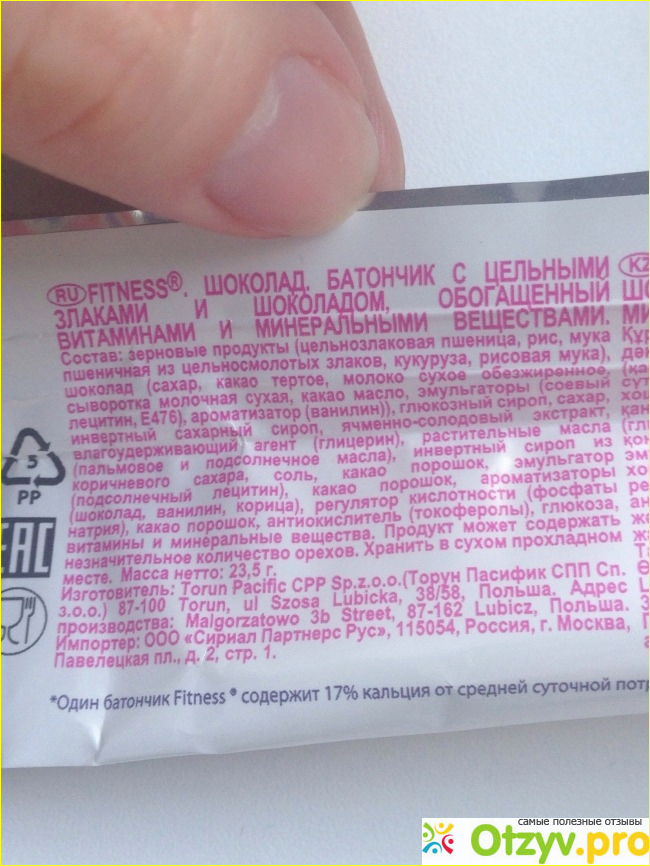 RU FITNESS®. ШОКОЛАД. БАТОНЧИК С ЦЕЛЬНЫМИ
ЗЛАКАМИ И ШОКОЛАДОМ, ОБОГАЩЕННЫЙ
ВИТАМИНАМИ И МИНЕРАЛЬНЫМИ ВЕЩЕСТВАМИ.
Состав: зерновые продукты (цельнозлаковая пшеница, рис, мука
пшеничная из цельносмолотых злаков, кукуруза, рисовая мука),
шоколад (сахар, какао тертое, молоко сухое обезжиренное,
сыворотка молочная сухая, какао масло, эмульгаторы (соевый
лецитин, E476), ароматизатор (ванилин)), глюкозный сироп, сахар,
инвертный сахарный сироп, ячменно-солодовый экстракт,
влагоудерживающий агент (глицерин), растительные масла
(пальмовое и подсолнечное масла), инвертный сироп из
коричневого сахара, соль, какао порошок, эмульгатор
(подсолнечный лецитин), какао порошок, ароматизаторы
(шоколад, ванилин, корица), регулятор кислотности (фосфаты
натрия), какао порошок, антиокислитель (токоферолы), глюкоза,
витамины и минеральные вещества. Продукт может содержать
незначительное количество орехов. Хранить в сухом прохладном
месте. Масса нетто: 23,5 г.
Изготовитель: Torun Pacific CPP Sp.z.o.o.(Торун Пасифик СПП Сп.
з.о.о.) 87-100 Torun, ul Szosa Lubicka, 38/58, Польша. Адрес
производства: Malgorzatowo 3b Street, 87-162 Lubicz, Польша.
Импортер: ООО «Сириал Партнерс Рус», 115054, Россия, г. Москва,
Павелецкая пл., д. 2, стр. 1.
*Один батончик Fitness ® содержит 17% кальция от средней суточной
KZ
5
PP
EAC
самые полезные отзывы
Otzyv.pro